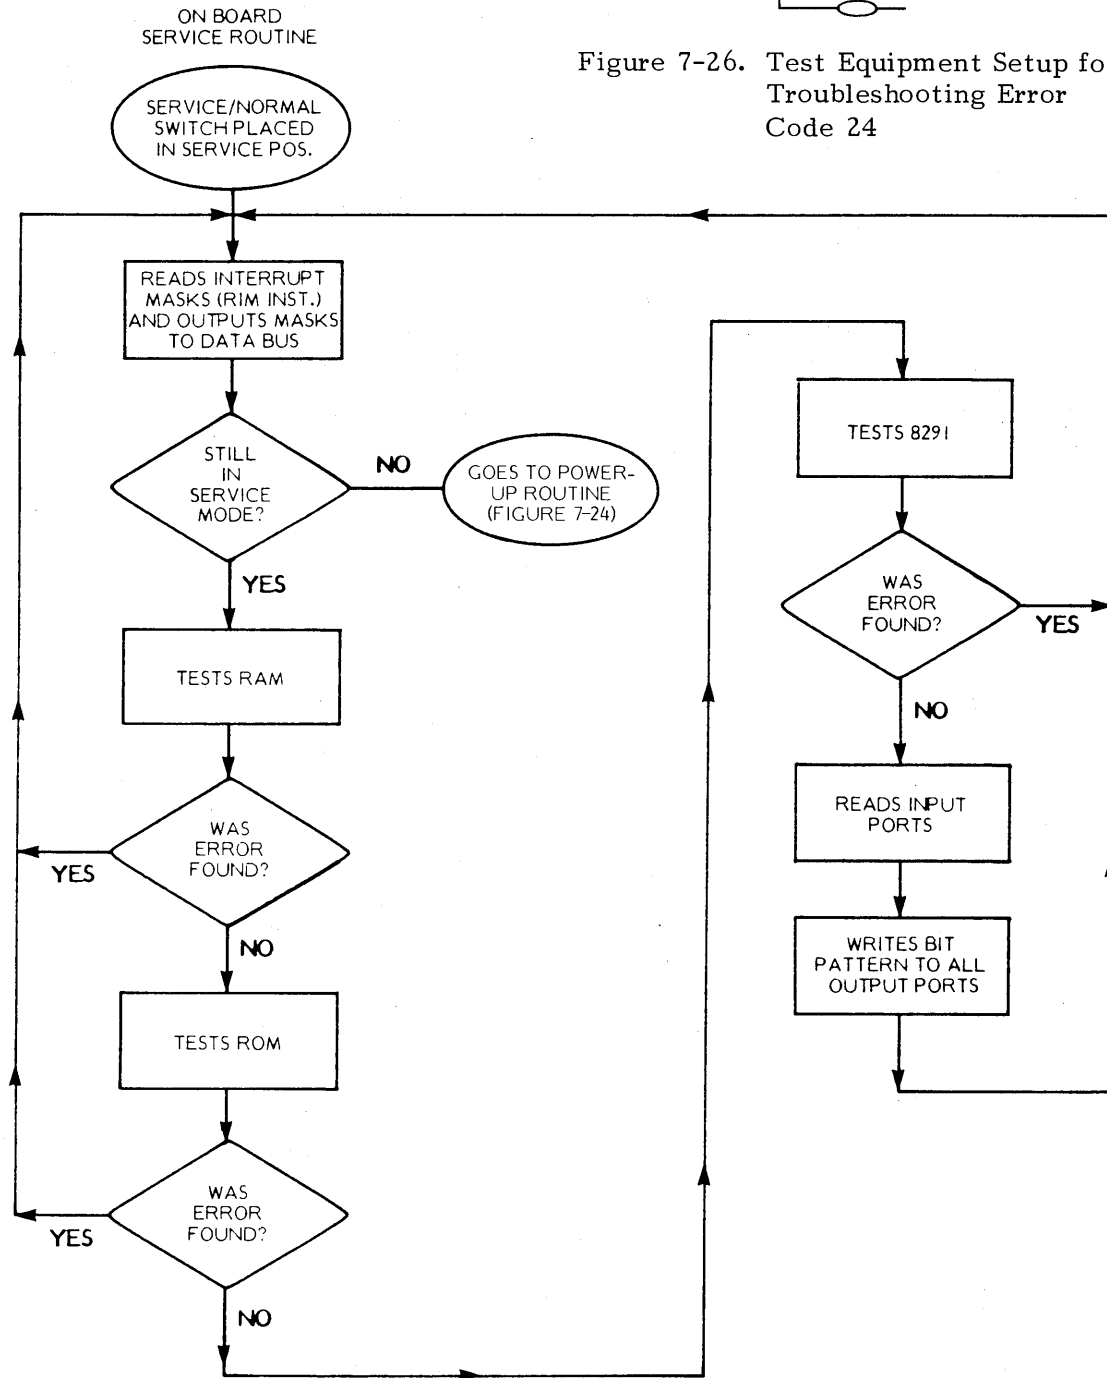 ON BOARD
SERVICE ROUTINE
SERVICE/NORMAL
SWITCH PLACED
IN SERVICE POS.
READS INTERRUPT
MASKS (RIM INST.)
AND OUTPUTS MASKS
TO DATA BUS
STILL
IN
SERVICE
MODE?
NO
GOES TO POWER-
UP ROUTINE
(FIGURE 7-24)
YES
TESTS RAM
WAS
ERROR
FOUND?
YES
NO
TESTS ROM
WAS
ERROR
FOUND?
YES
NO
Figure 7-26. Test Equipment Setup fo
Troubleshooting Error
Code 24
TESTS 8291
WAS
ERROR
FOUND?
YES
NO
READS INPUT
PORTS
WRITES BIT
PATTERN TO ALL
OUTPUT PORTS